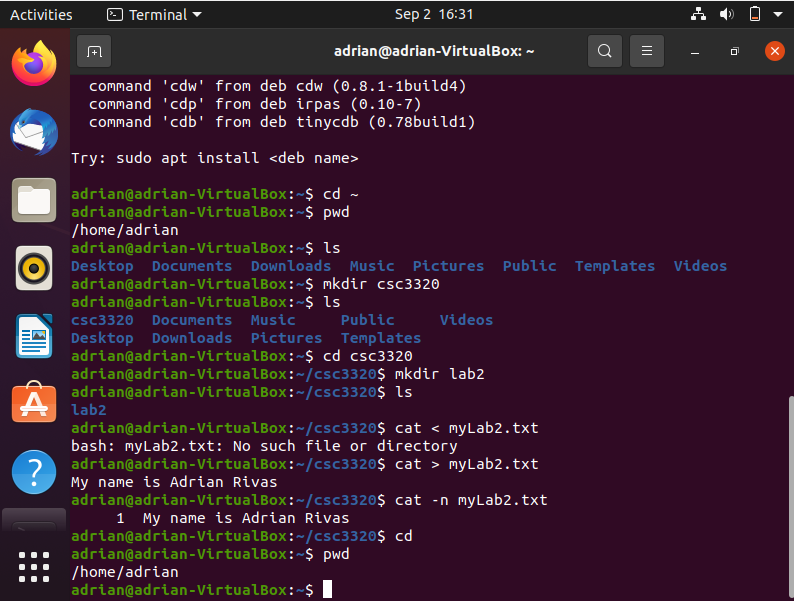 Activities Terminal Sep 2 16:31
adrian@adrian-VirtualBox: ~
command 'cdw' from deb cdw (0.8.1-1build4)
command 'cdp' from deb irpas (0.10-7)
command 'cdb' from deb tinycdb (0.78build1)
Try: sudo apt install <deb name>
adrian@adrian-VirtualBox:~$ cd ~
adrian@adrian-VirtualBox:~$ pwd
/home/adrian
adrian@adrian-VirtualBox:~$ ls
Desktop Documents Downloads Music Pictures Public Templates Videos
adrian@adrian-VirtualBox:~$ mkdir csc3320
adrian@adrian-VirtualBox:~$ ls
csc3320 Documents Music Public Videos
Desktop Downloads Pictures Templates
adrian@adrian-VirtualBox:~$ cd csc3320
adrian@adrian-VirtualBox:~/csc3320$ mkdir lab2
adrian@adrian-VirtualBox:~/csc3320$ ls
lab2
adrian@adrian-VirtualBox:~/csc3320$ cat < myLab2.txt
bash: myLab2.txt: No such file or directory
adrian@adrian-VirtualBox:~/csc3320$ cat > myLab2.txt
My name is Adrian Rivas
adrian@adrian-VirtualBox:~/csc3320$ cat -n myLab2.txt
1 My name is Adrian Rivas
adrian@adrian-VirtualBox:~/csc3320$ cd
adrian@adrian-VirtualBox:~$ pwd
/home/adrian
adrian@adrian-VirtualBox:~$